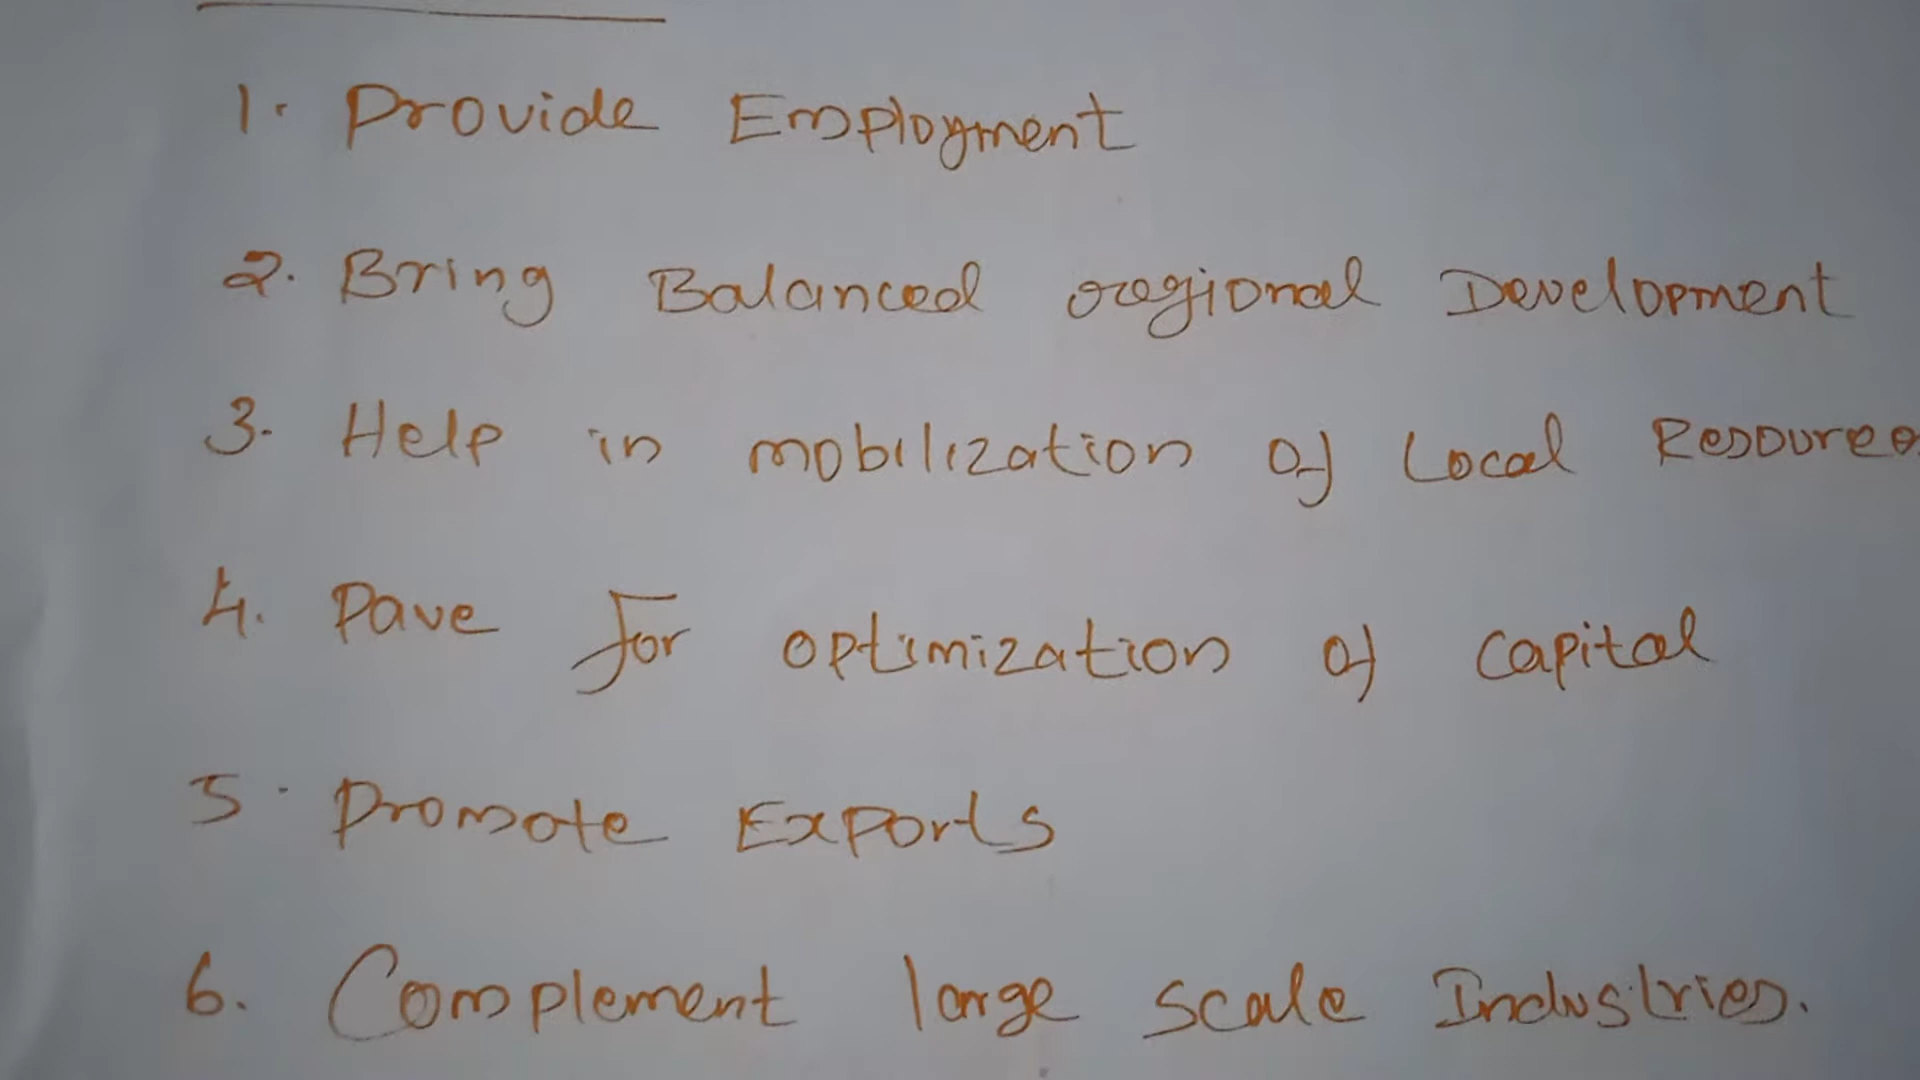 1. Provide Employment
2. Bring Balanced regional Development
3. Help in mobilization of Local Resources
4. Pave for optimization of capital
5. Promote Exports
6. Complement large scale Industries.